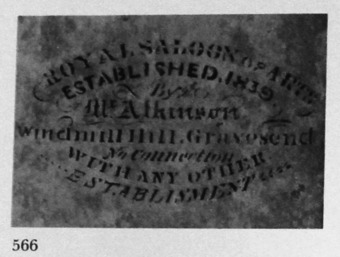 ROYAL SALOON OF ARTS
ESTABLISHED. 1839.
By
Mr Atkinson
windmill Hill, Gravesend
No Connection
WITH ANY OTHER
ESTABLISMENT
566